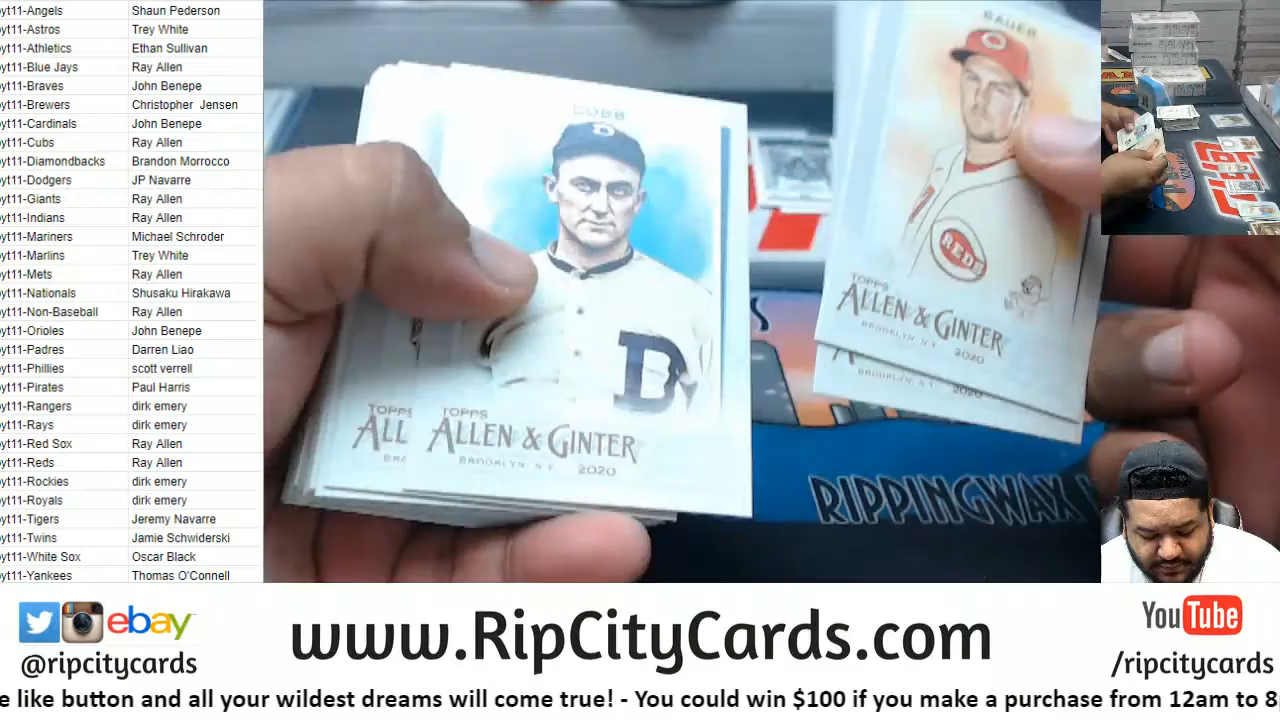 yt11-Angels Shaun Pederson
yt11-Astros Trey White
yt11-Athletics Ethan Sullivan
yt11-Blue Jays Ray Allen
yt11-Braves John Benepe
yt11-Brewers Christopher Jensen
yt11-Cardinals John Benepe
yt11-Cubs Ray Allen
yt11-Diamondbacks Brandon Morrocco
yt11-Dodgers JP Navarre
yt11-Giants Ray Allen
yt11-Indians Ray Allen
yt11-Mariners Michael Schroder
yt11-Marlins Trey White
yt11-Mets Ray Allen
yt11-Nationals Shusaku Hirakawa
yt11-Non-Baseball Ray Allen
yt11-Orioles John Benepe
yt11-Padres Darren Liao
yt11-Phillies scott verrell
yt11-Pirates Paul Harris
yt11-Rangers dirk emery
yt11-Rays dirk emery
yt11-Red Sox Ray Allen
yt11-Reds Ray Allen
yt11-Rockies dirk emery
yt11-Royals dirk emery
yt11-Tigers Jeremy Navarre
yt11-Twins Jamie Schwiderski
yt11-White Sox Oscar Black
yt11-Yankees Thomas O'Connell
COBB
D
TOPPS
ALL
TOPPS
ALLEN & GINTER
BROOKLYN, N.Y. 2020
BAUER
REDS
TOPPS
ALLEN & GINTER
BROOKLYN, N.Y. 2020
BROOKLYN, N.Y. 2020
RIPPINGWAX
ebay
@ripcitycards
www.RipCityCards.com
YouTube
/ripcitycards
e like button and all your wildest dreams will come true! - You could win $100 if you make a purchase from 12am to 8p